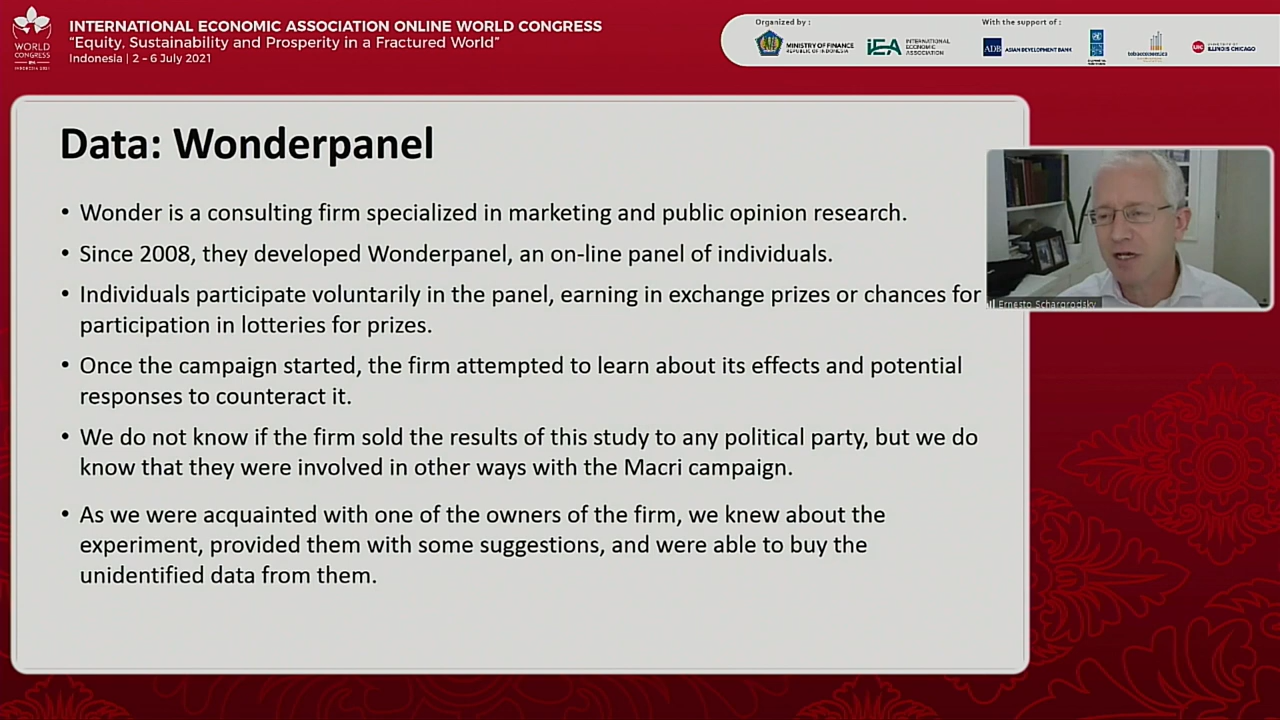 INTERNATIONAL ECONOMIC ASSOCIATION ONLINE WORLD CONGRESS
"Equity, Sustainability and Prosperity in a Fractured World"
Indonesia | 2 - 6 July 2021
WORLD
CONGRESS
Organized by :
MINISTRY OF FINANCE
REPUBLIC OF INDONESIA
iEA
INTERNATIONAL
ECONOMIC
ASSOCIATION
With the support of :
ADB
ASIAN DEVELOPMENT BANK
tobacconomics
UIC
ILLINOIS CHICAGO
Data: Wonderpanel
• Wonder is a consulting firm specialized in marketing and public opinion research.
• Since 2008, they developed Wonderpanel, an on-line panel of individuals.
• Individuals participate voluntarily in the panel, earning in exchange prizes or chances for
participation in lotteries for prizes.
• Once the campaign started, the firm attempted to learn about its effects and potential
responses to counteract it.
• We do not know if the firm sold the results of this study to any political party, but we do
know that they were involved in other ways with the Macri campaign.
• As we were acquainted with one of the owners of the firm, we knew about the
experiment, provided them with some suggestions, and were able to buy the
unidentified data from them.
Ernesto Schargrodsky